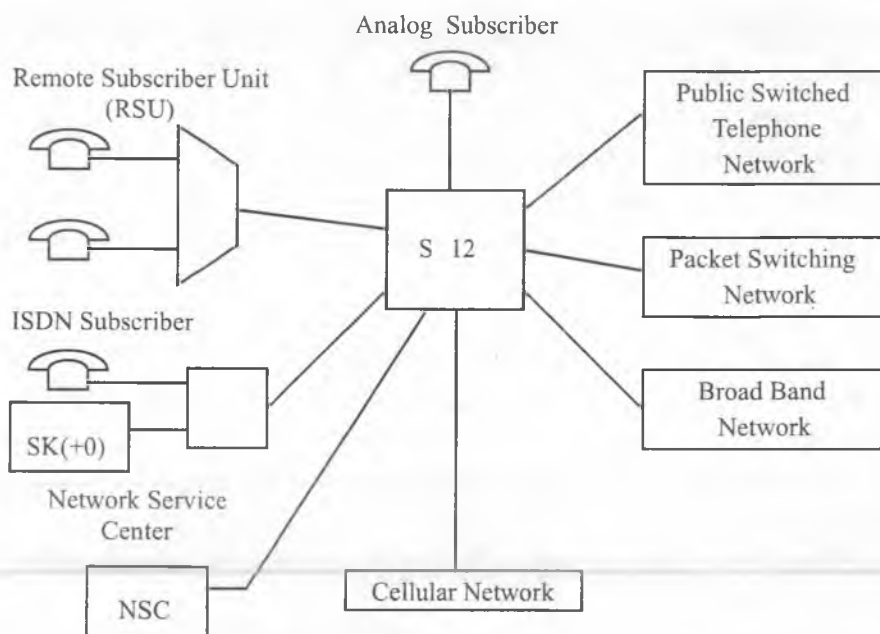 Analog Subscriber
Remote Subscriber Unit
(RSU)
Public Switched
Telephone
Network
S 12
Packet Switching
Network
ISDN Subscriber
SK(+0)
Broad Band
Network
Network Service
Center
NSC
Cellular Network